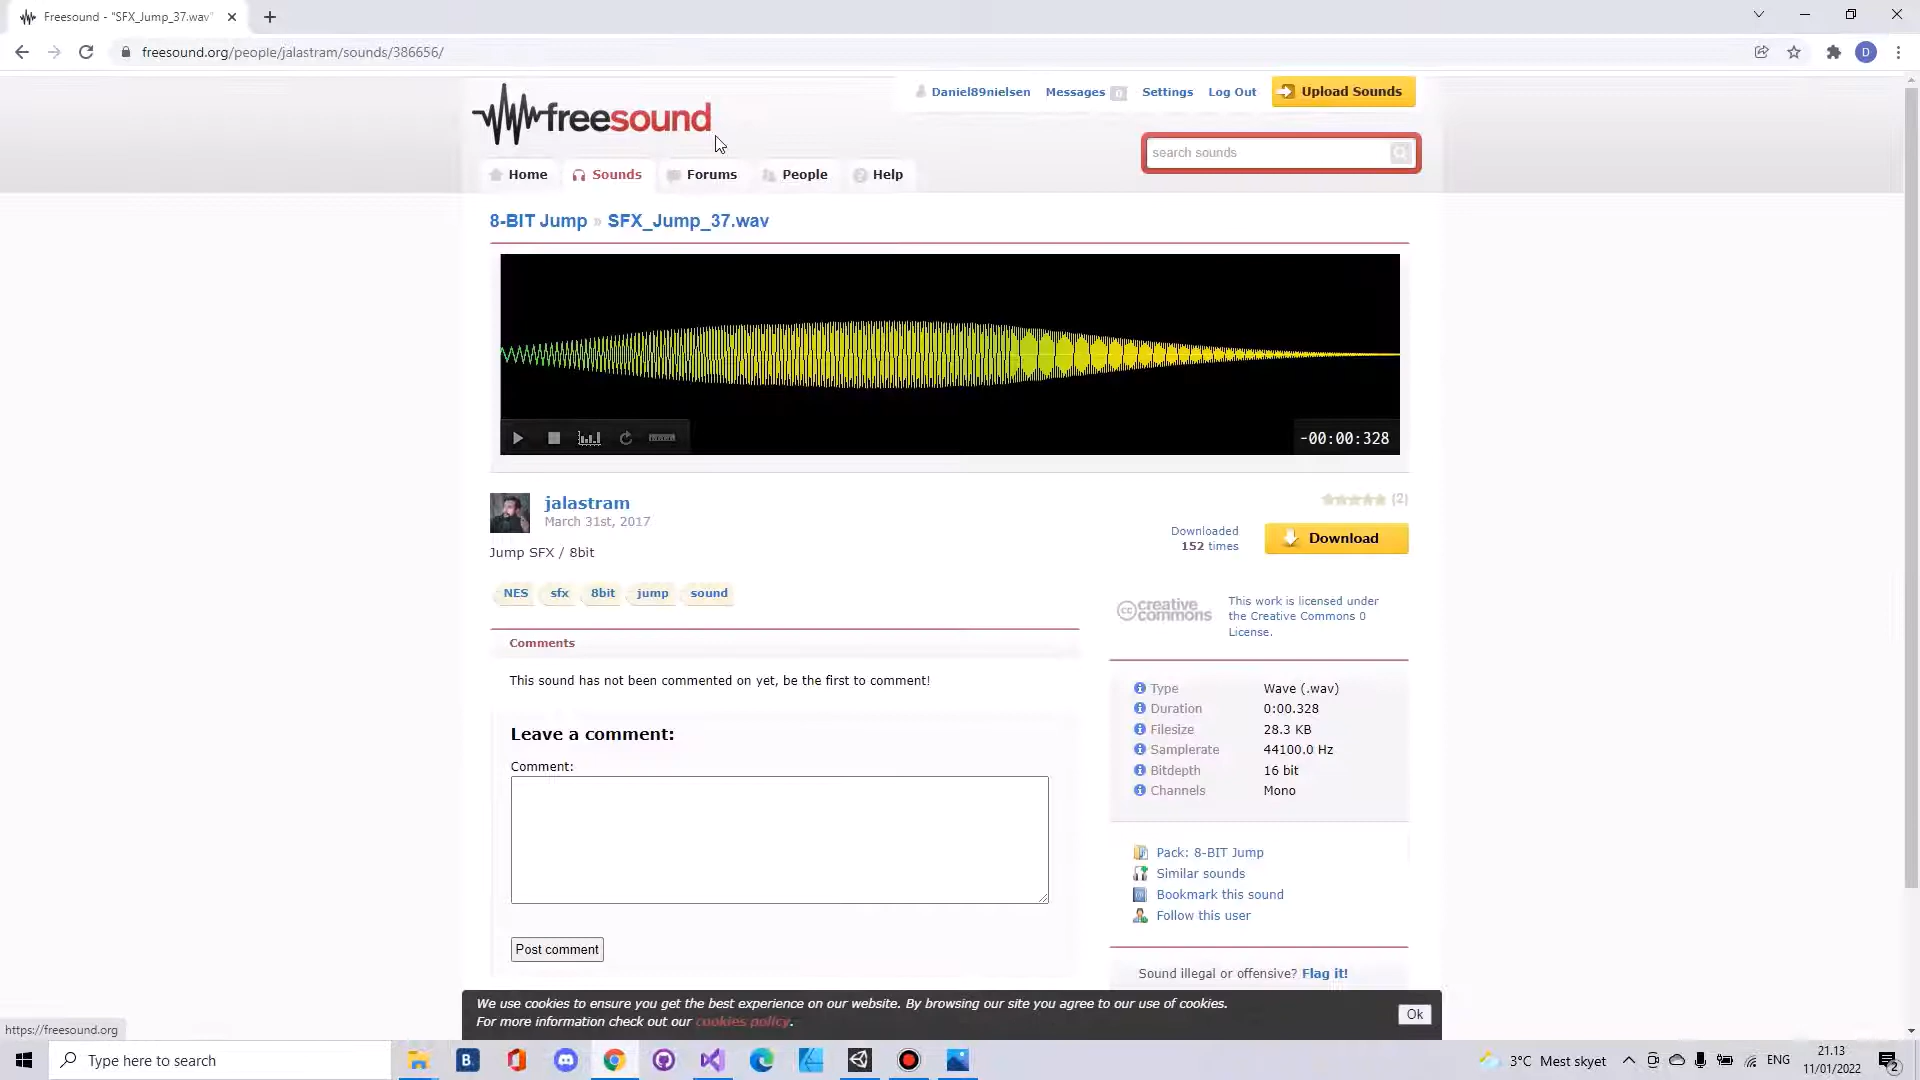 Freesound - "SFX_Jump_37.wav"
freesound.org/people/jalastram/sounds/386656/
D
freesound
Daniel89nielsen
Messages 0
Settings
Log Out
Upload Sounds
search sounds
Home
Sounds
Forums
People
Help
8-BIT Jump » SFX_Jump_37.wav
-00:00:328
jalastram
March 31st, 2017
(2)
Downloaded
152 times
Download
Jump SFX / 8bit
NES
sfx
8bit
jump
sound
cc creative commons
This work is licensed under
the Creative Commons 0
License.
Comments
This sound has not been commented on yet, be the first to comment!
Leave a comment:
Comment:
Post comment
Type Wave (.wav)
Duration 0:00.328
Filesize 28.3 KB
Samplerate 44100.0 Hz
Bitdepth 16 bit
Channels Mono
Pack: 8-BIT Jump
Similar sounds
Bookmark this sound
Follow this user
Sound illegal or offensive? Flag it!
We use cookies to ensure you get the best experience on our website. By browsing our site you agree to our use of cookies.
For more information check out our cookies policy.
Ok
https://freesound.org
Type here to search
B.
3°C Mest skyet
ENG
21.13
11/01/2022
2